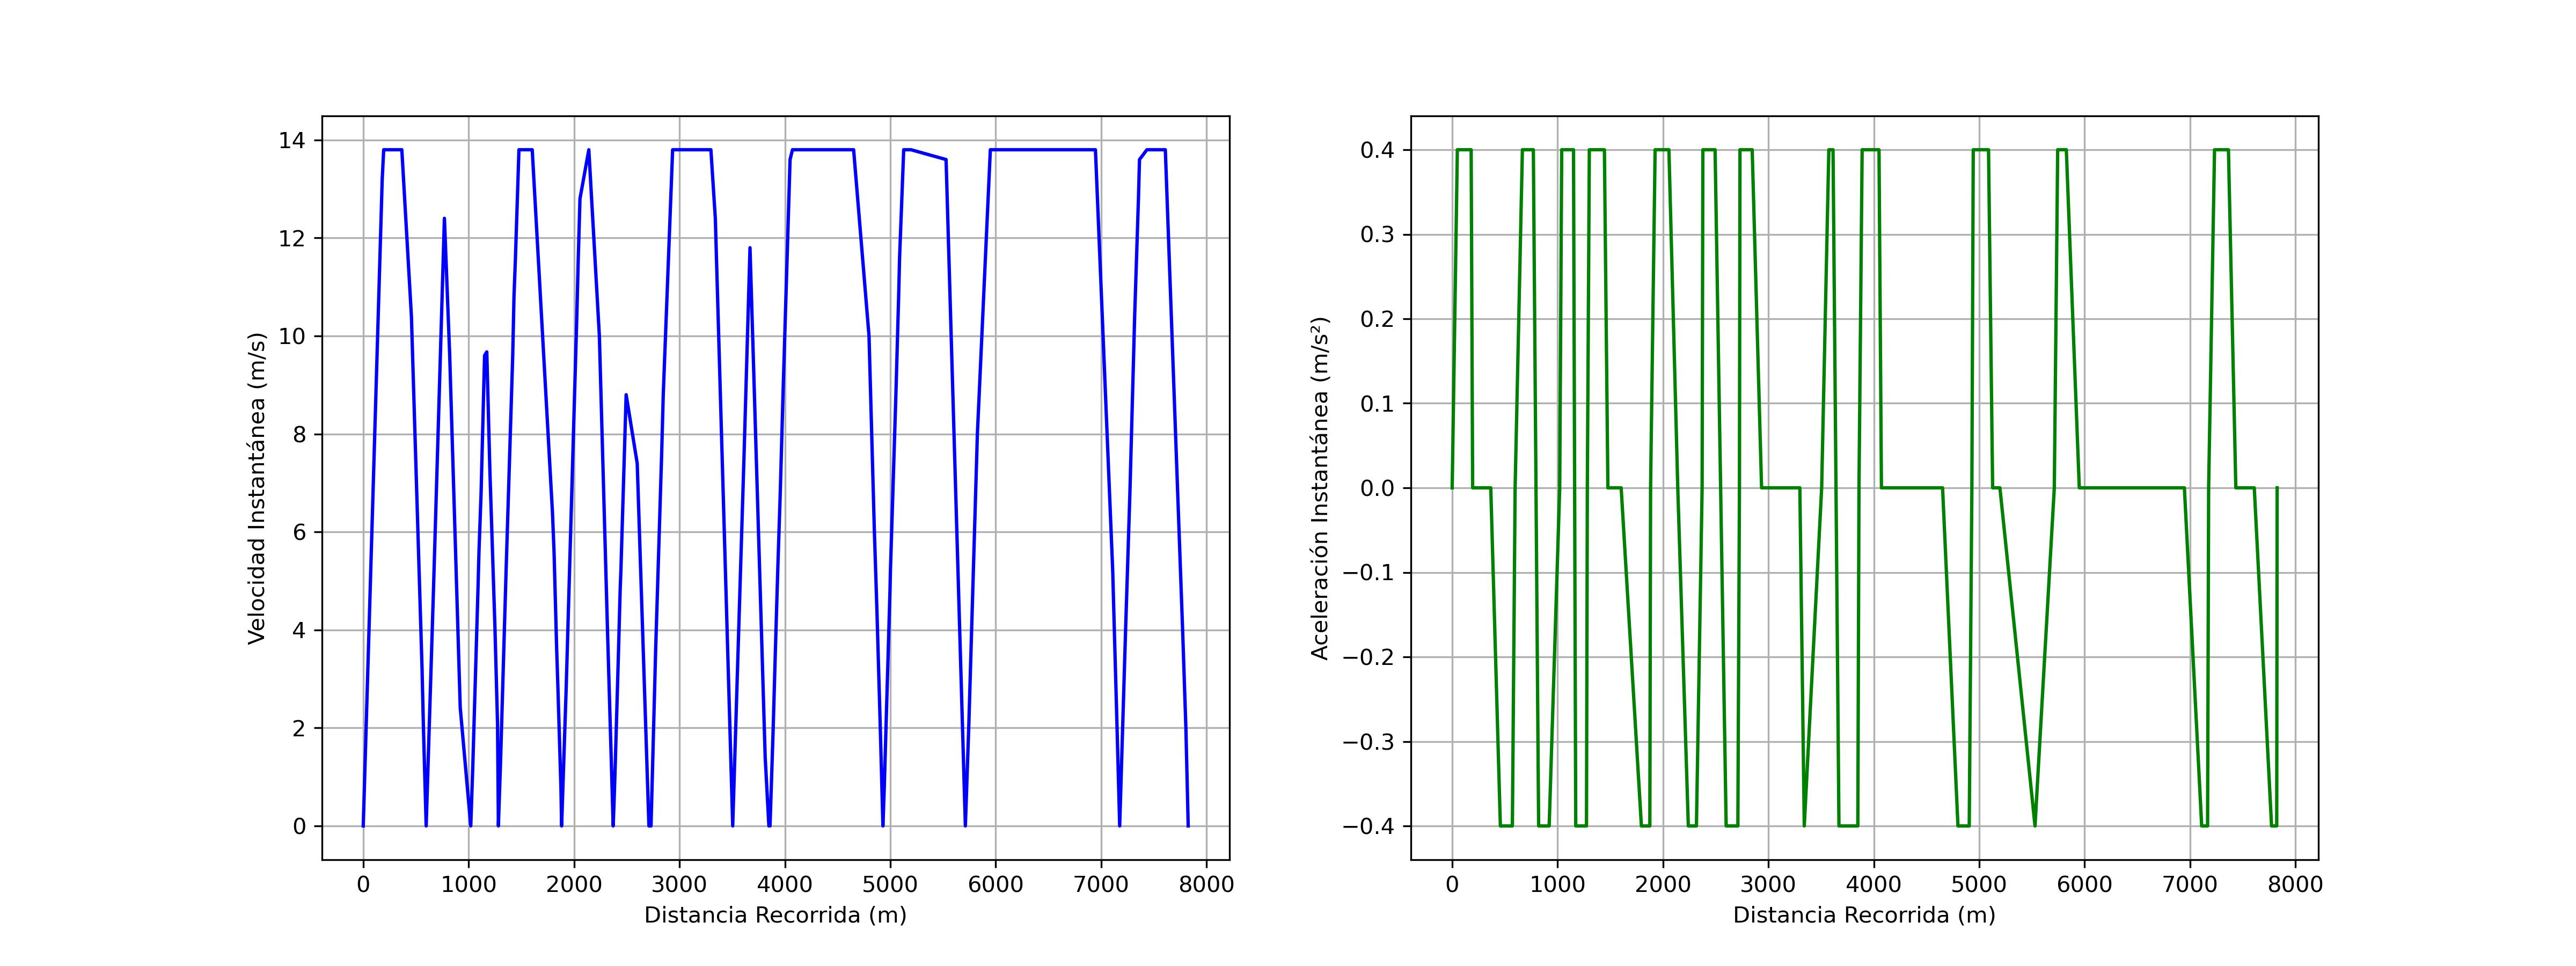 14
12
10
8
6
4
2
0
Velocidad Instantánea (m/s)
0 1000 2000 3000 4000 5000 6000 7000 8000
Distancia Recorrida (m)
0.4
0.3
0.2
0.1
0.0
−0.1
−0.2
−0.3
−0.4
Aceleración Instantánea (m/s²)
0 1000 2000 3000 4000 5000 6000 7000 8000
Distancia Recorrida (m)